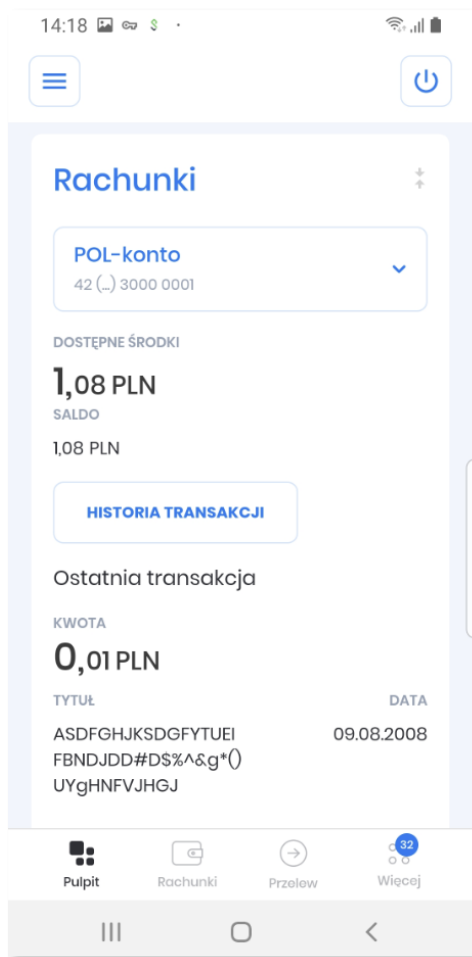 14:18
Rachunki
POL-konto
42 (...) 3000 0001
DOSTĘPNE ŚRODKI
1,08 PLN
SALDO
1,08 PLN
HISTORIA TRANSAKCJI
Ostatnia transakcja
KWOTA
0,01 PLN
TYTUŁ DATA
ASDFGHJKSDGFYTUEI 09.08.2008
FBNDJDD#D$%^&g*()
UYgHNFVJHGJ
32
Pulpit Rachunki Przelew Więcej